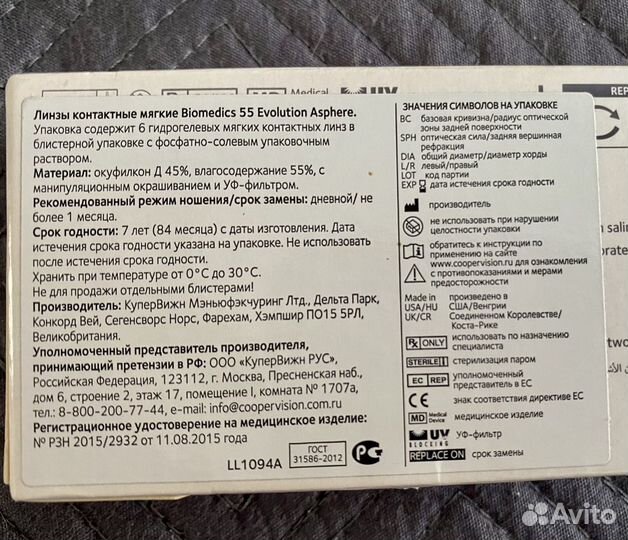 Medical
UV
REP
Линзы контактные мягкие Biomedics 55 Evolution Asphere.
Упаковка содержит 6 гидрогелевых мягких контактных линз в
блистерной упаковке с фосфатно-солевым упаковочным
раствором.
Материал: окуфилкон Д 45%, влагосодержание 55%, с
манипуляционным окрашиванием и УФ-фильтром.
Рекомендованный режим ношения/срок замены: дневной/ не
более 1 месяца.
Срок годности: 7 лет (84 месяца) с даты изготовления. Дата
истечения срока годности указана на упаковке. Не использовать
после истечения срока годности.
Хранить при температуре от 0°C до 30°C.
Не для продажи отдельными блистерами!
Производитель: КуперВижн Мэньюфэкчуринг Лтд., Дельта Парк,
Конкорд Вей, Сегенсворс Норс, Фарехам, Хэмпшир ПО15 5РЛ,
Великобритания.
Уполномоченный представитель производителя,
принимающий претензии в РФ: ООО «КуперВижн РУС»,
Российская Федерация, 123112, г. Москва, Пресненская наб.,
дом 6, строение 2, этаж 17, помещение I, комната № 1707а,
тел.: 8-800-200-77-44, e-mail: info@coopervision.com.ru
Регистрационное удостоверение на медицинское изделие:
№ РЗН 2015/2932 от 11.08.2015 года
LL1094A
ГОСТ
31586-2012
ЗНАЧЕНИЯ СИМВОЛОВ НА УПАКОВКЕ
BC базовая кривизна/радиус оптической
зоны задней поверхности
SPH оптическая сила/задняя вершинная
рефракция
DIA общий диаметр/диаметр хорды
L/R левый/правый
LOT код партии
EXP дата истечения срока годности
производитель
не использовать при нарушении
целостности упаковки
обратитесь к инструкции по
применению на сайте
www.coopervision.ru для ознакомления
с противопоказаниями и мерами
предосторожности
Made in произведено в
USA/HU США/Венгрии
UK/CR Соединенном Королевстве/
Коста-Рике
RX ONLY использовать по назначению
специалиста
STERILE стерилизация паром
EC REP уполномоченный
представитель в ЕС
CE знак соответствия директиве ЕС
MD Medical Device медицинское изделие
UV BLOCKING УФ-фильтр
REPLACE ON срок замены
Avito